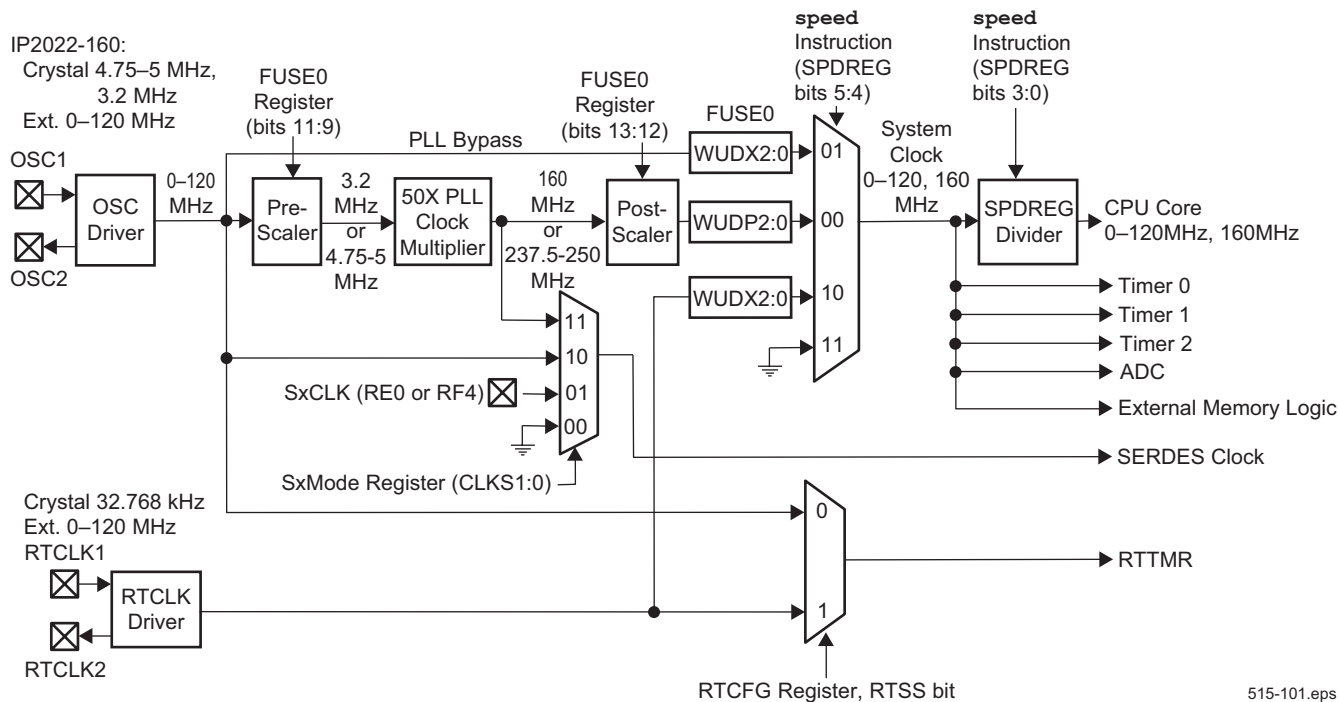 IP2022-160:
Crystal 4.75–5 MHz,
3.2 MHz
Ext. 0–120 MHz
OSC1
OSC2
OSC
Driver
0–120
MHz
FUSE0
Register
(bits 11:9)
PLL Bypass
Pre-
Scaler
3.2
MHz
or
4.75-5
MHz
50X PLL
Clock
Multiplier
160
MHz
or
237.5-250
MHz
FUSE0
Register
(bits 13:12)
Post-
Scaler
FUSE0
WUDX2:0
WUDP2:0
WUDX2:0
speed
Instruction
(SPDREG
bits 5:4)
01
00
10
11
System
Clock
0–120, 160
MHz
speed
Instruction
(SPDREG
bits 3:0)
SPDREG
Divider
CPU Core
0–120MHz, 160MHz
Timer 0
Timer 1
Timer 2
ADC
External Memory Logic
11
10
01
00
SxCLK (RE0 or RF4)
SxMode Register (CLKS1:0)
SERDES Clock
Crystal 32.768 kHz
Ext. 0–120 MHz
RTCLK1
RTCLK2
RTCLK
Driver
0
1
RTTMR
RTCFG Register, RTSS bit
515-101.eps